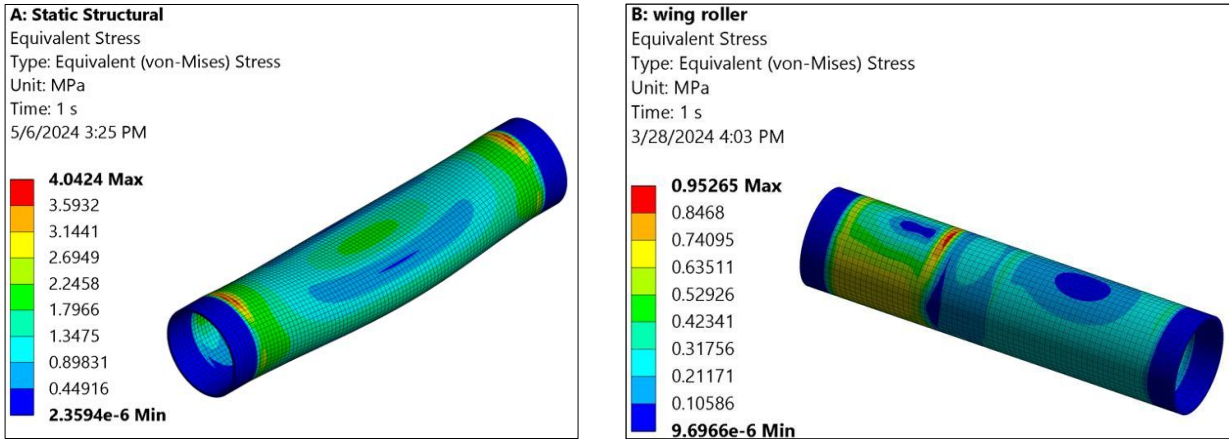 A: Static Structural
Equivalent Stress
Type: Equivalent (von-Mises) Stress
Unit: MPa
Time: 1 s
5/6/2024 3:25 PM
4.0424 Max
3.5932
3.1441
2.6949
2.2458
1.7966
1.3475
0.89831
0.44916
2.3594e-6 Min
B: wing roller
Equivalent Stress
Type: Equivalent (von-Mises) Stress
Unit: MPa
Time: 1 s
3/28/2024 4:03 PM
0.95265 Max
0.8468
0.74095
0.63511
0.52926
0.42341
0.31756
0.21171
0.10586
9.6966e-6 Min